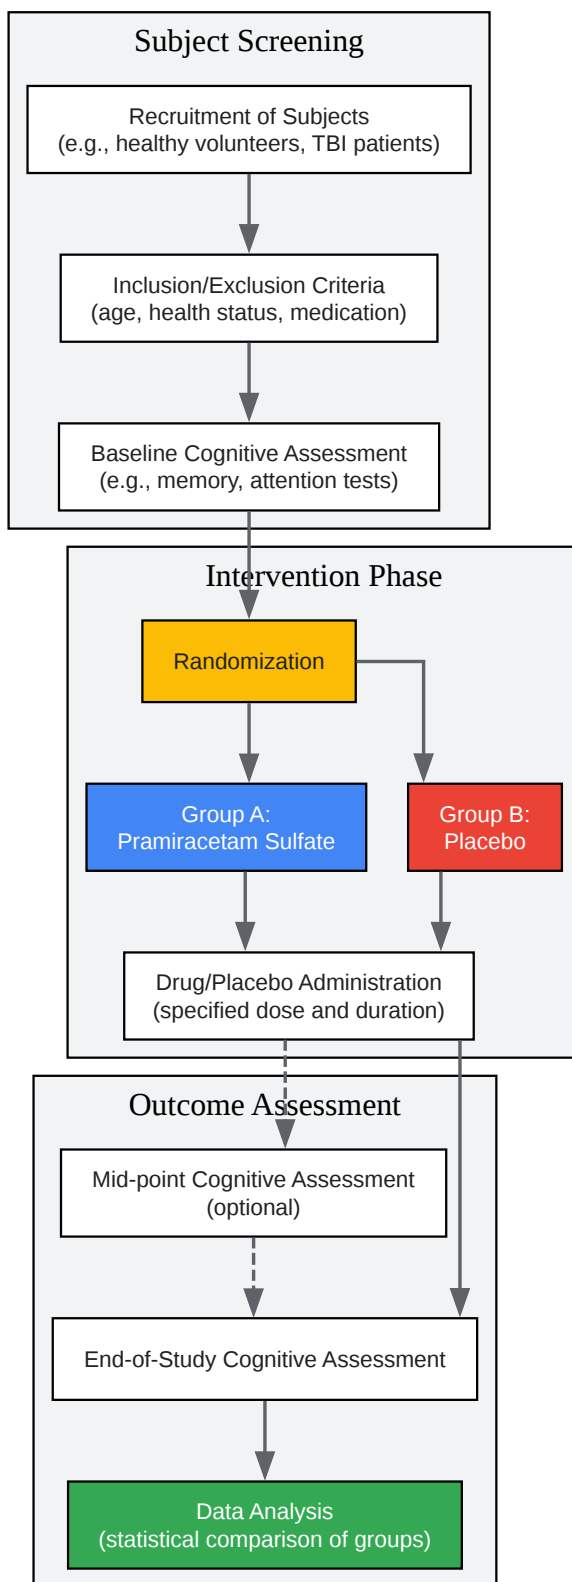 Subject Screening
Recruitment of Subjects
(e.g., healthy volunteers, TBI patients)
Inclusion/Exclusion Criteria
(age, health status, medication)
Baseline Cognitive Assessment
(e.g., memory, attention tests)
Intervention Phase
Randomization
Group A:
Pramiracetam Sulfate
Group B:
Placebo
Drug/Placebo Administration
(specified dose and duration)
Outcome Assessment
Mid-point Cognitive Assessment
(optional)
End-of-Study Cognitive Assessment
Data Analysis
(statistical comparison of groups)